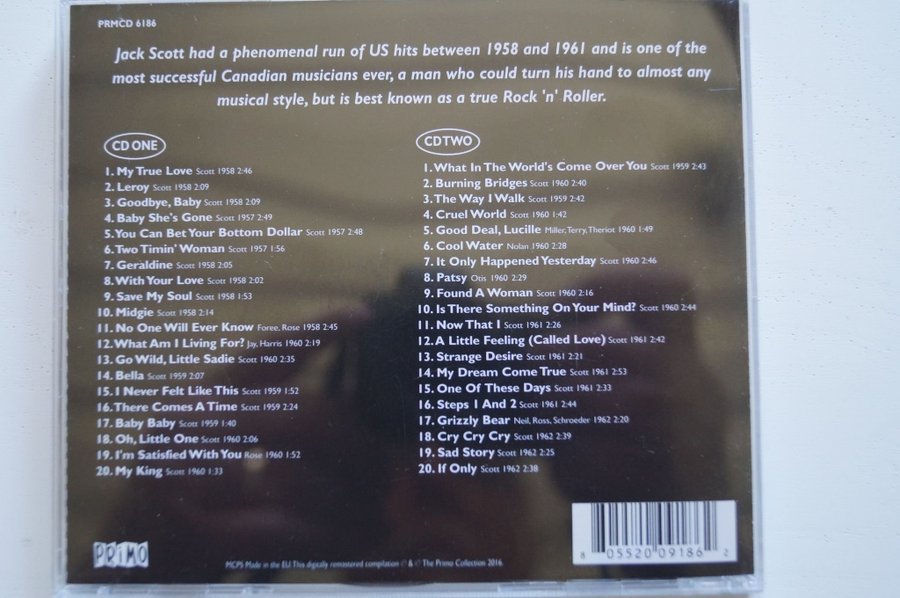 PRMCD 6186
Jack Scott had a phenomenal run of US hits between 1958 and 1961 and is one of the
most successful Canadian musicians ever, a man who could turn his hand to almost any
musical style, but is best known as a true Rock 'n' Roller.
CD ONE
1. My True Love Scott 1958 2:46
2. Leroy Scott 1958 2:09
3. Goodbye, Baby Scott 1958 2:09
4. Baby She's Gone Scott 1957 2:49
5. You Can Bet Your Bottom Dollar Scott 1957 2:48
6. Two Timin' Woman Scott 1957 1:56
7. Geraldine Scott 1958 2:05
8. With Your Love Scott 1958 2:02
9. Save My Soul Scott 1958 1:53
10. Midgie Scott 1958 2:14
11. No One Will Ever Know Foree, Rose 1958 2:45
12. What Am I Living For? Jay, Harris 1960 2:19
13. Go Wild, Little Sadie Scott 1960 2:35
14. Bella Scott 1959 2:07
15. I Never Felt Like This Scott 1959 1:52
16. There Comes A Time Scott 1959 2:24
17. Baby Baby Scott 1959 1:40
18. Oh, Little One Scott 1960 2:06
19. I'm Satisfied With You Rose 1960 1:52
20. My King Scott 1960 1:33
CD TWO
1. What In The World's Come Over You Scott 1959 2:43
2. Burning Bridges Scott 1960 2:40
3. The Way I Walk Scott 1959 2:42
4. Cruel World Scott 1960 1:42
5. Good Deal, Lucille Miller, Terry, Theriot 1960 1:49
6. Cool Water Nolan 1960 2:28
7. It Only Happened Yesterday Scott 1960 2:46
8. Patsy Otis 1960 2:29
9. Found A Woman Scott 1960 2:16
10. Is There Something On Your Mind? Scott 1960 2:44
11. Now That I Scott 1961 2:26
12. A Little Feeling (Called Love) Scott 1961 2:42
13. Strange Desire Scott 1961 2:21
14. My Dream Come True Scott 1961 2:53
15. One Of These Days Scott 1961 2:33
16. Steps 1 And 2 Scott 1961 2:44
17. Grizzly Bear Neil, Ross, Schroeder 1962 2:20
18. Cry Cry Cry Scott 1962 2:39
19. Sad Story Scott 1962 2:25
20. If Only Scott 1962 2:38
PRIMO
MCPS Made in the EU. This digitally remastered compilation ℗ & © The Primo Collection 2016.
8 05520 09186 2